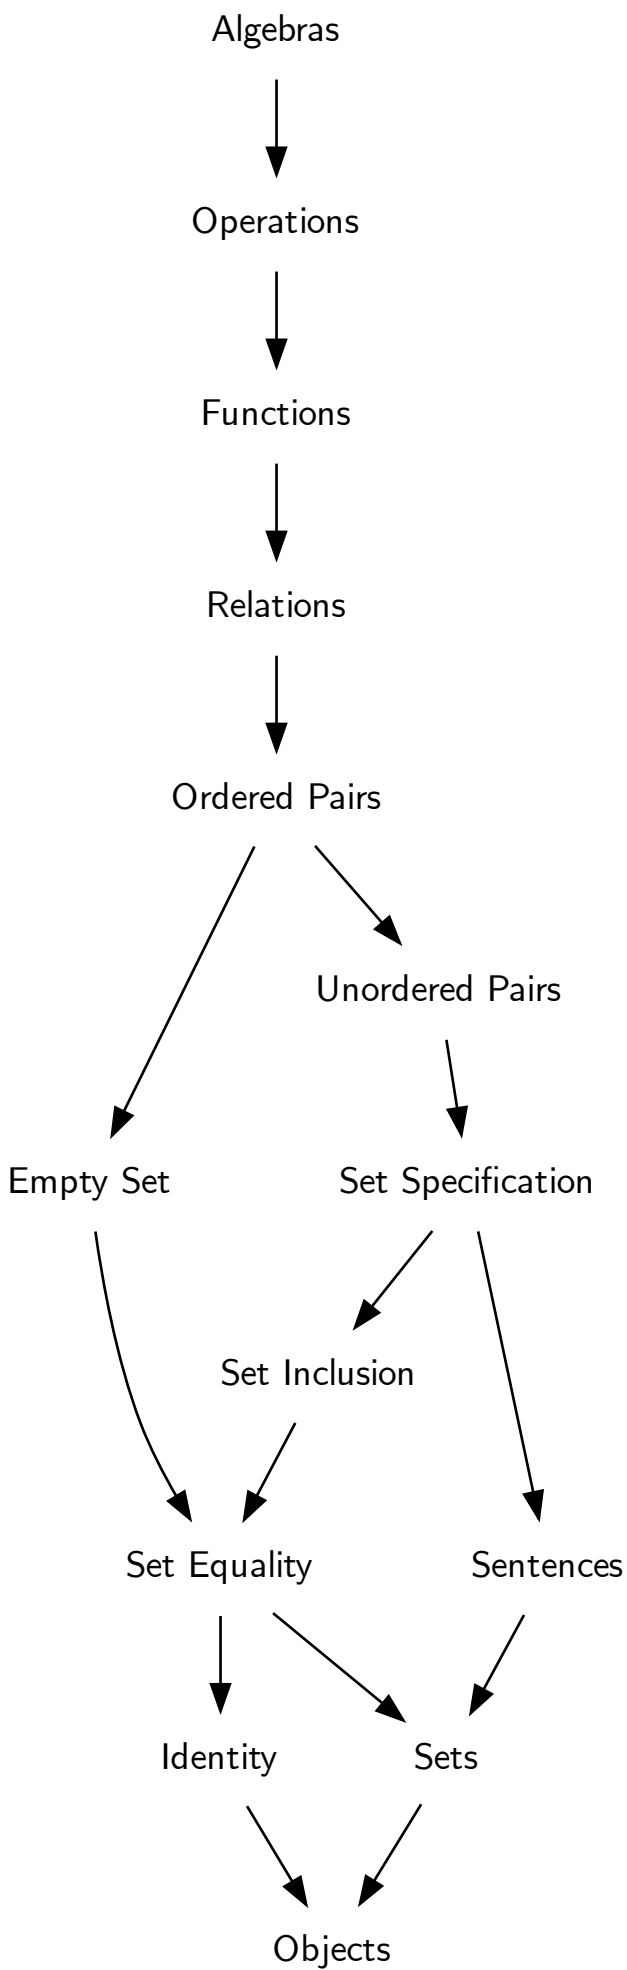 Algebras
Operations
Functions
Relations
Ordered Pairs
Unordered Pairs
Empty Set
Set Specification
Set Inclusion
Set Equality
Sentences
Identity
Sets
Objects